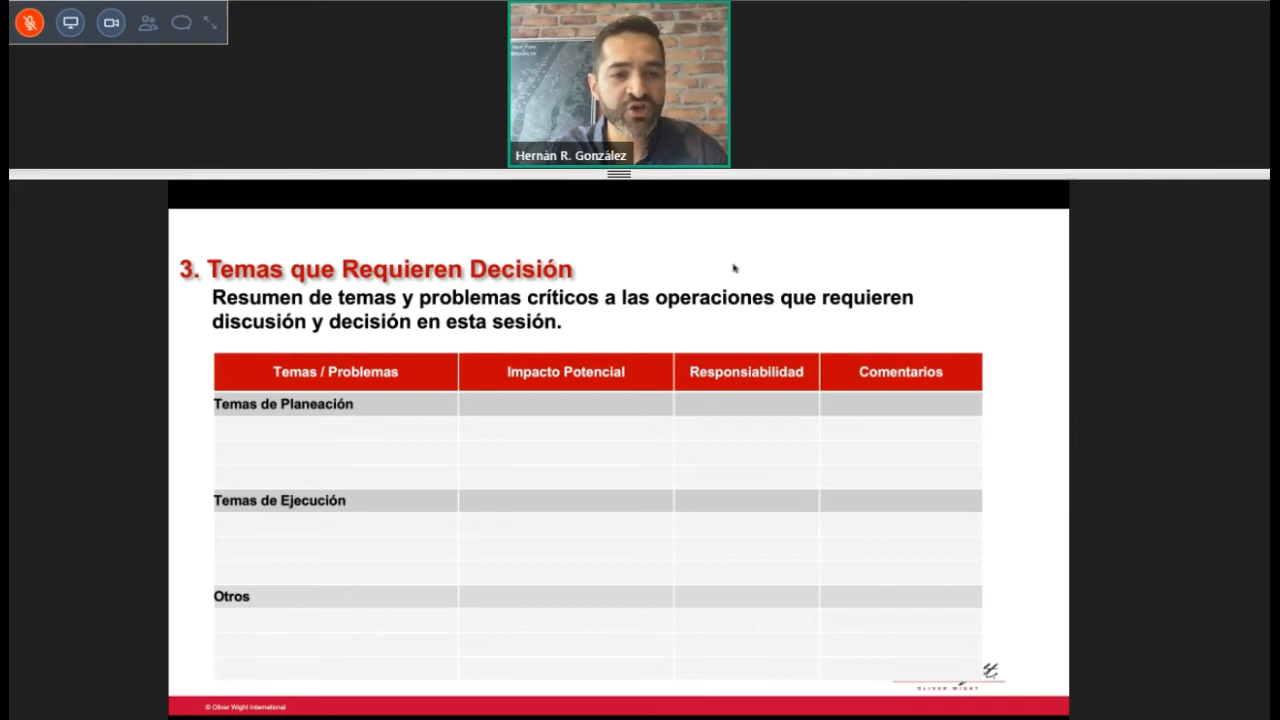 Hernán R. González
3. Temas que Requieren Decisión
Resumen de temas y problemas críticos a las operaciones que requieren
discusión y decisión en esta sesión.
Temas / Problemas Impacto Potencial Responsiabilidad Comentarios
Temas de Planeación
Temas de Ejecución
Otros
OLIVER WIGHT
© Oliver Wight International